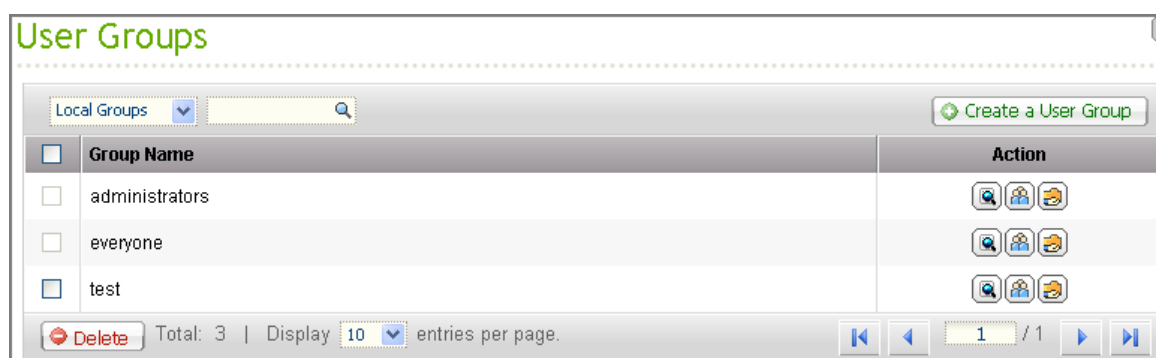 User Groups
Local Groups Create a User Group
Group Name Action
administrators
everyone
test
Delete Total: 3 | Display 10 entries per page. 1 / 1